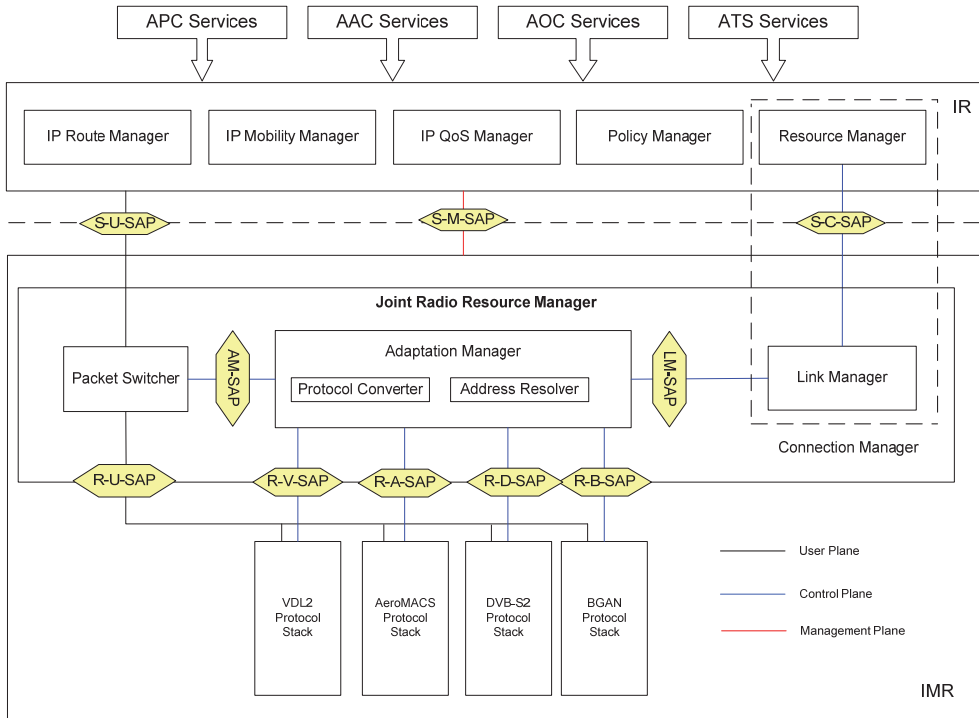 APC Services
AAC Services
AOC Services
ATS Services
IR
IP Route Manager
IP Mobility Manager
IP QoS Manager
Policy Manager
Resource Manager
S-U-SAP
S-M-SAP
S-C-SAP
Joint Radio Resource Manager
Packet Switcher
AM-SAP
Adaptation Manager
Protocol Converter
Address Resolver
LM-SAP
Link Manager
Connection Manager
R-U-SAP
R-V-SAP
R-A-SAP
R-D-SAP
R-B-SAP
VDL2
Protocol
Stack
AeroMACS
Protocol
Stack
DVB-S2
Protocol
Stack
BGAN
Protocol
Stack
User Plane
Control Plane
Management Plane
IMR